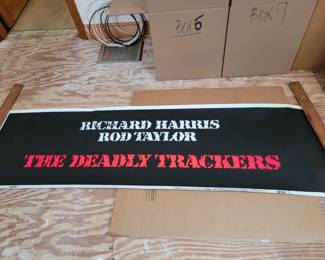 BOX 6
BOX 7
RICHARD HARRIS
ROD TAYLOR
THE DEADLY TRACKERS